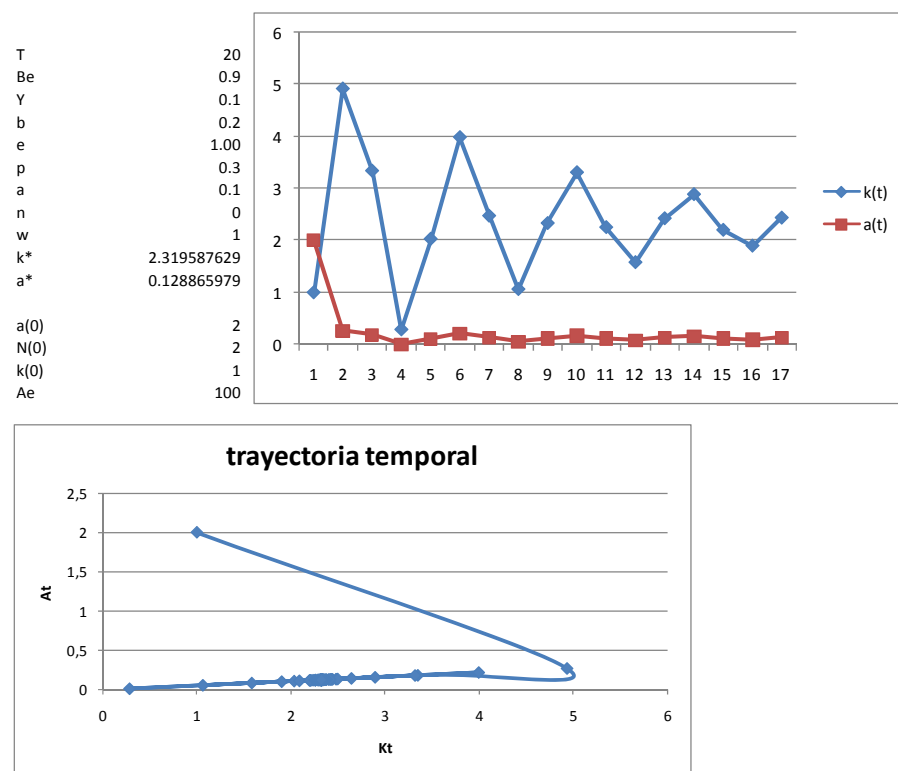 T 20
Be 0.9
Y 0.1
b 0.2
e 1.00
p 0.3
a 0.1
n 0
w 1
k* 2.319587629
a* 0.128865979
a(0) 2
N(0) 2
k(0) 1
Ae 100
6
5
4
3
2
1
0
1 2 3 4 5 6 7 8 9 10 11 12 13 14 15 16 17
k(t)
a(t)
trayectoria temporal
2,5
2
1,5
1
0,5
0
At
0 1 2 3 4 5 6
Kt